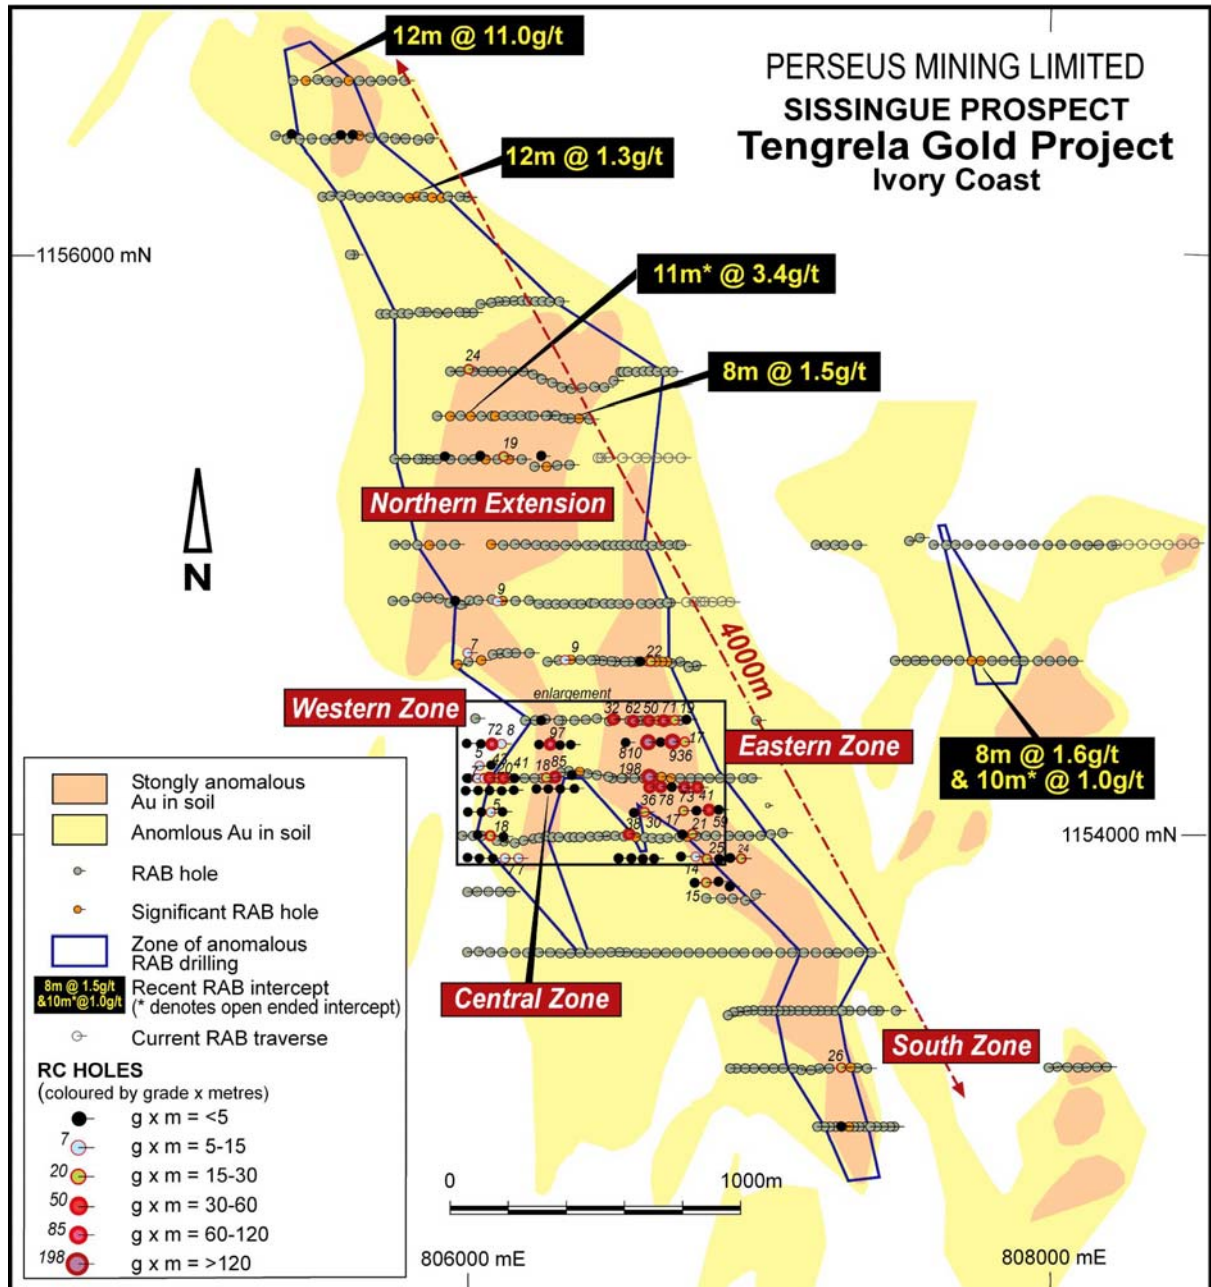 12m @ 11.0g/t
PERSEUS MINING LIMITED
SISSINGUE PROSPECT
Tengrela Gold Project
Ivory Coast
12m @ 1.3g/t
1156000 mN
11m* @ 3.4g/t
24
8m @ 1.5g/t
19
Northern Extension
N
9
4000m
7
9
22
enlargement
Western Zone
32 62 50 71 19
Eastern Zone
72 8
97
810
17
936
5
43
20 41
18 85
198
8m @ 1.6g/t
& 10m* @ 1.0g/t
36
78
73
41
5
30
17
59
1154000 mN
18
38
21
25
24
14
15
Stongly anomalous
Au in soil
Anomlous Au in soil
RAB hole
Significant RAB hole
Zone of anomalous
RAB drilling
8m @ 1.5g/t
&10m*@1.0g/t
Recent RAB intercept
(* denotes open ended intercept)
Current RAB traverse
Central Zone
South Zone
26
RC HOLES
(coloured by grade x metres)
g x m = <5
7 g x m = 5-15
20 g x m = 15-30
50 g x m = 30-60
85 g x m = 60-120
198 g x m = >120
0 1000m
806000 mE
808000 mE